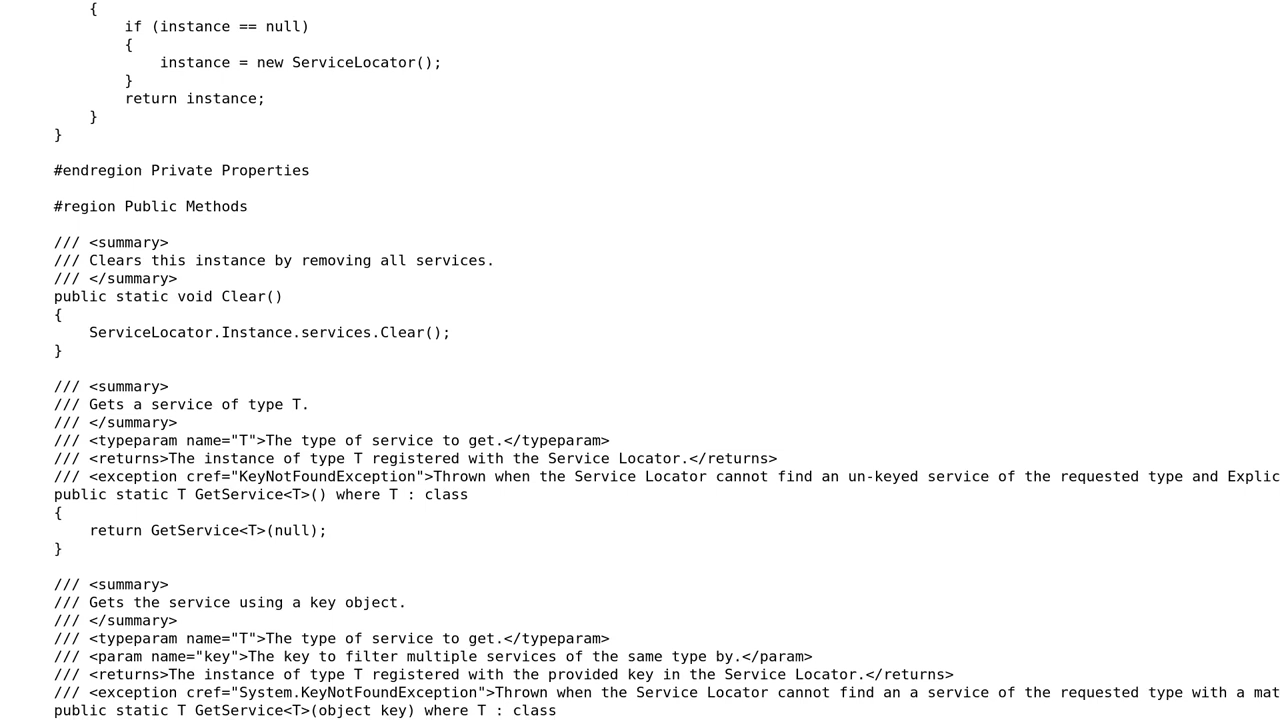 {
if (instance == null)
{
instance = new ServiceLocator();
}
return instance;
}
}
#endregion Private Properties
#region Public Methods
/// <summary>
/// Clears this instance by removing all services.
/// </summary>
public static void Clear()
{
ServiceLocator.Instance.services.Clear();
}
/// <summary>
/// Gets a service of type T.
/// </summary>
/// <typeparam name="T">The type of service to get.</typeparam>
/// <returns>The instance of type T registered with the Service Locator.</returns>
/// <exception cref="KeyNotFoundException">Thrown when the Service Locator cannot find an un-keyed service of the requested type and Explic
public static T GetService<T>() where T : class
{
return GetService<T>(null);
}
/// <summary>
/// Gets the service using a key object.
/// </summary>
/// <typeparam name="T">The type of service to get.</typeparam>
/// <param name="key">The key to filter multiple services of the same type by.</param>
/// <returns>The instance of type T registered with the provided key in the Service Locator.</returns>
/// <exception cref="System.KeyNotFoundException">Thrown when the Service Locator cannot find an a service of the requested type with a mat
public static T GetService<T>(object key) where T : class